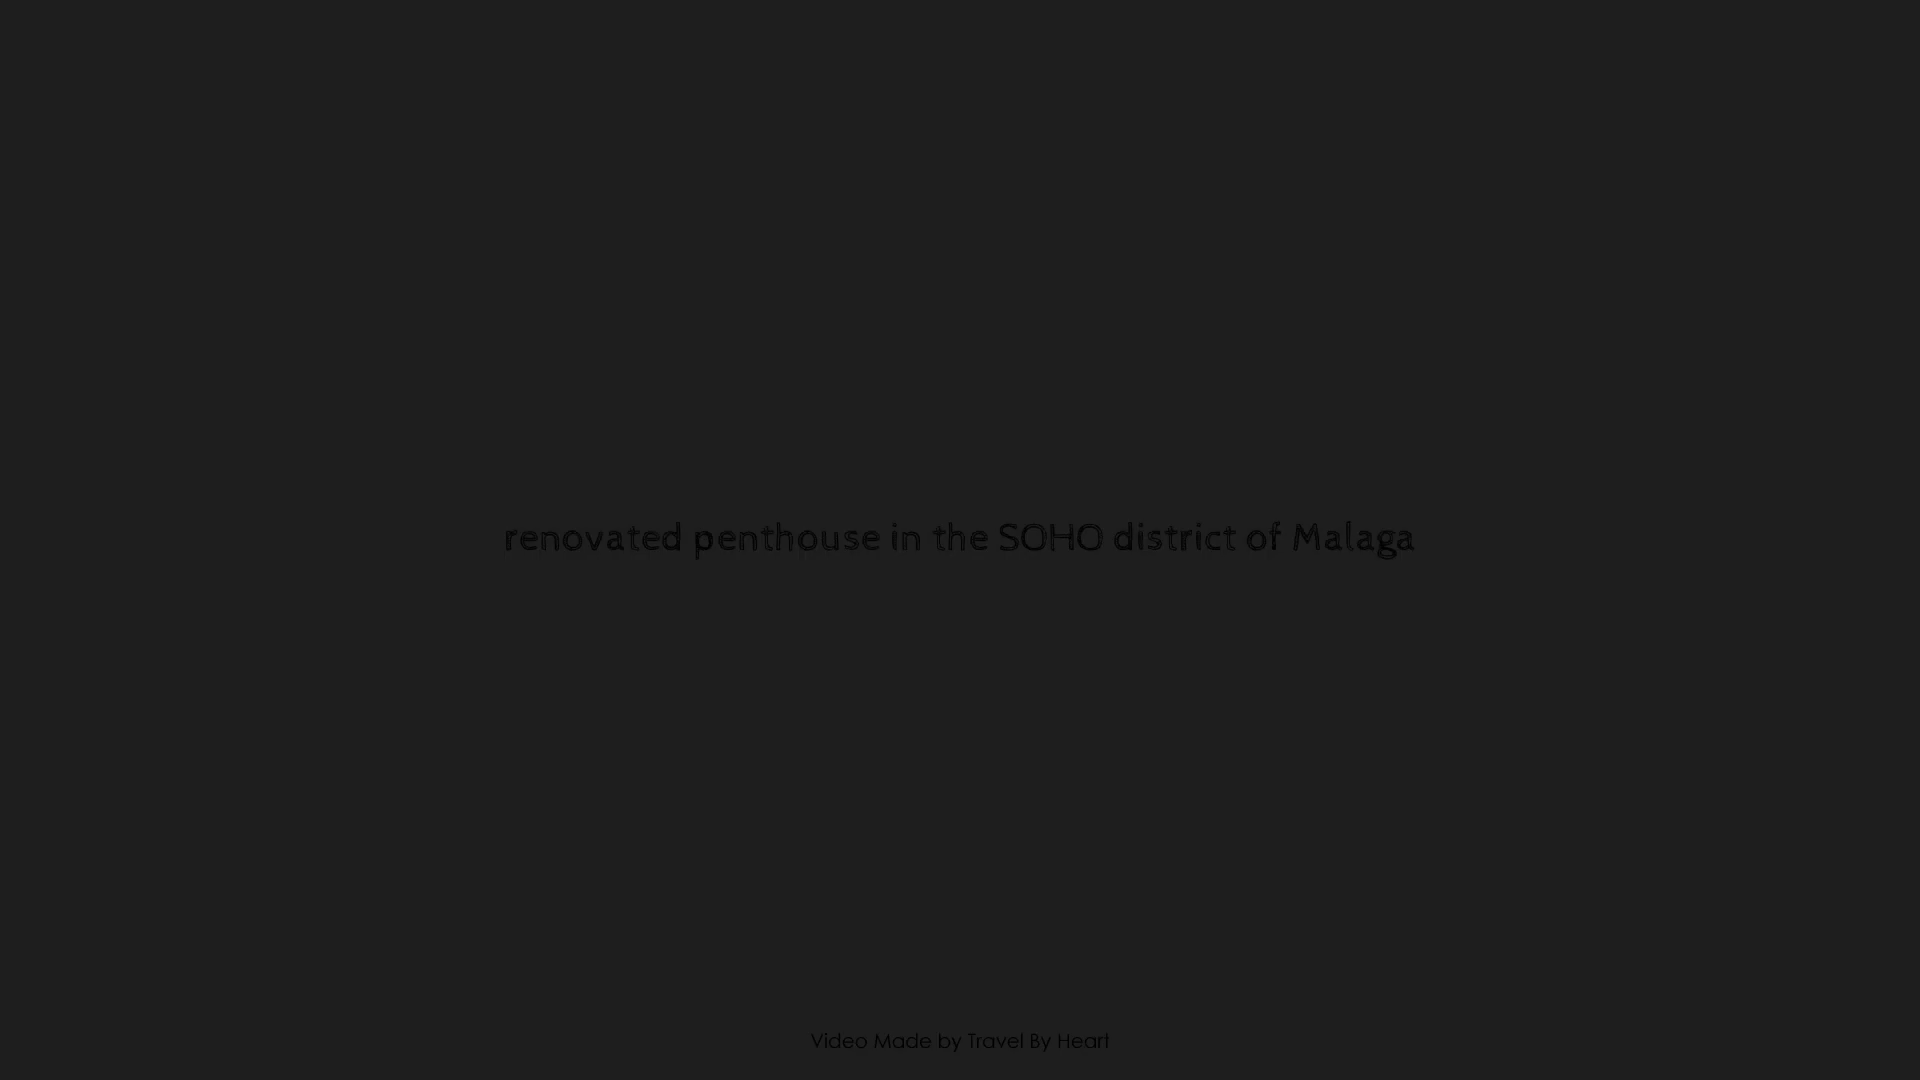 renovated penthouse in the SOHO district of Malaga
Video Made by Travel By Heart